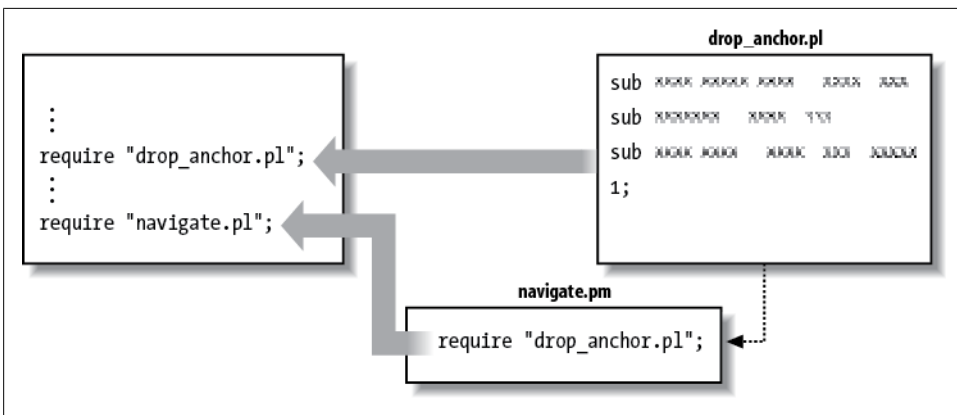 drop_anchor.pl
sub
sub
sub
1;
⋮
require "drop_anchor.pl";
⋮
require "navigate.pl";
navigate.pm
require "drop_anchor.pl";